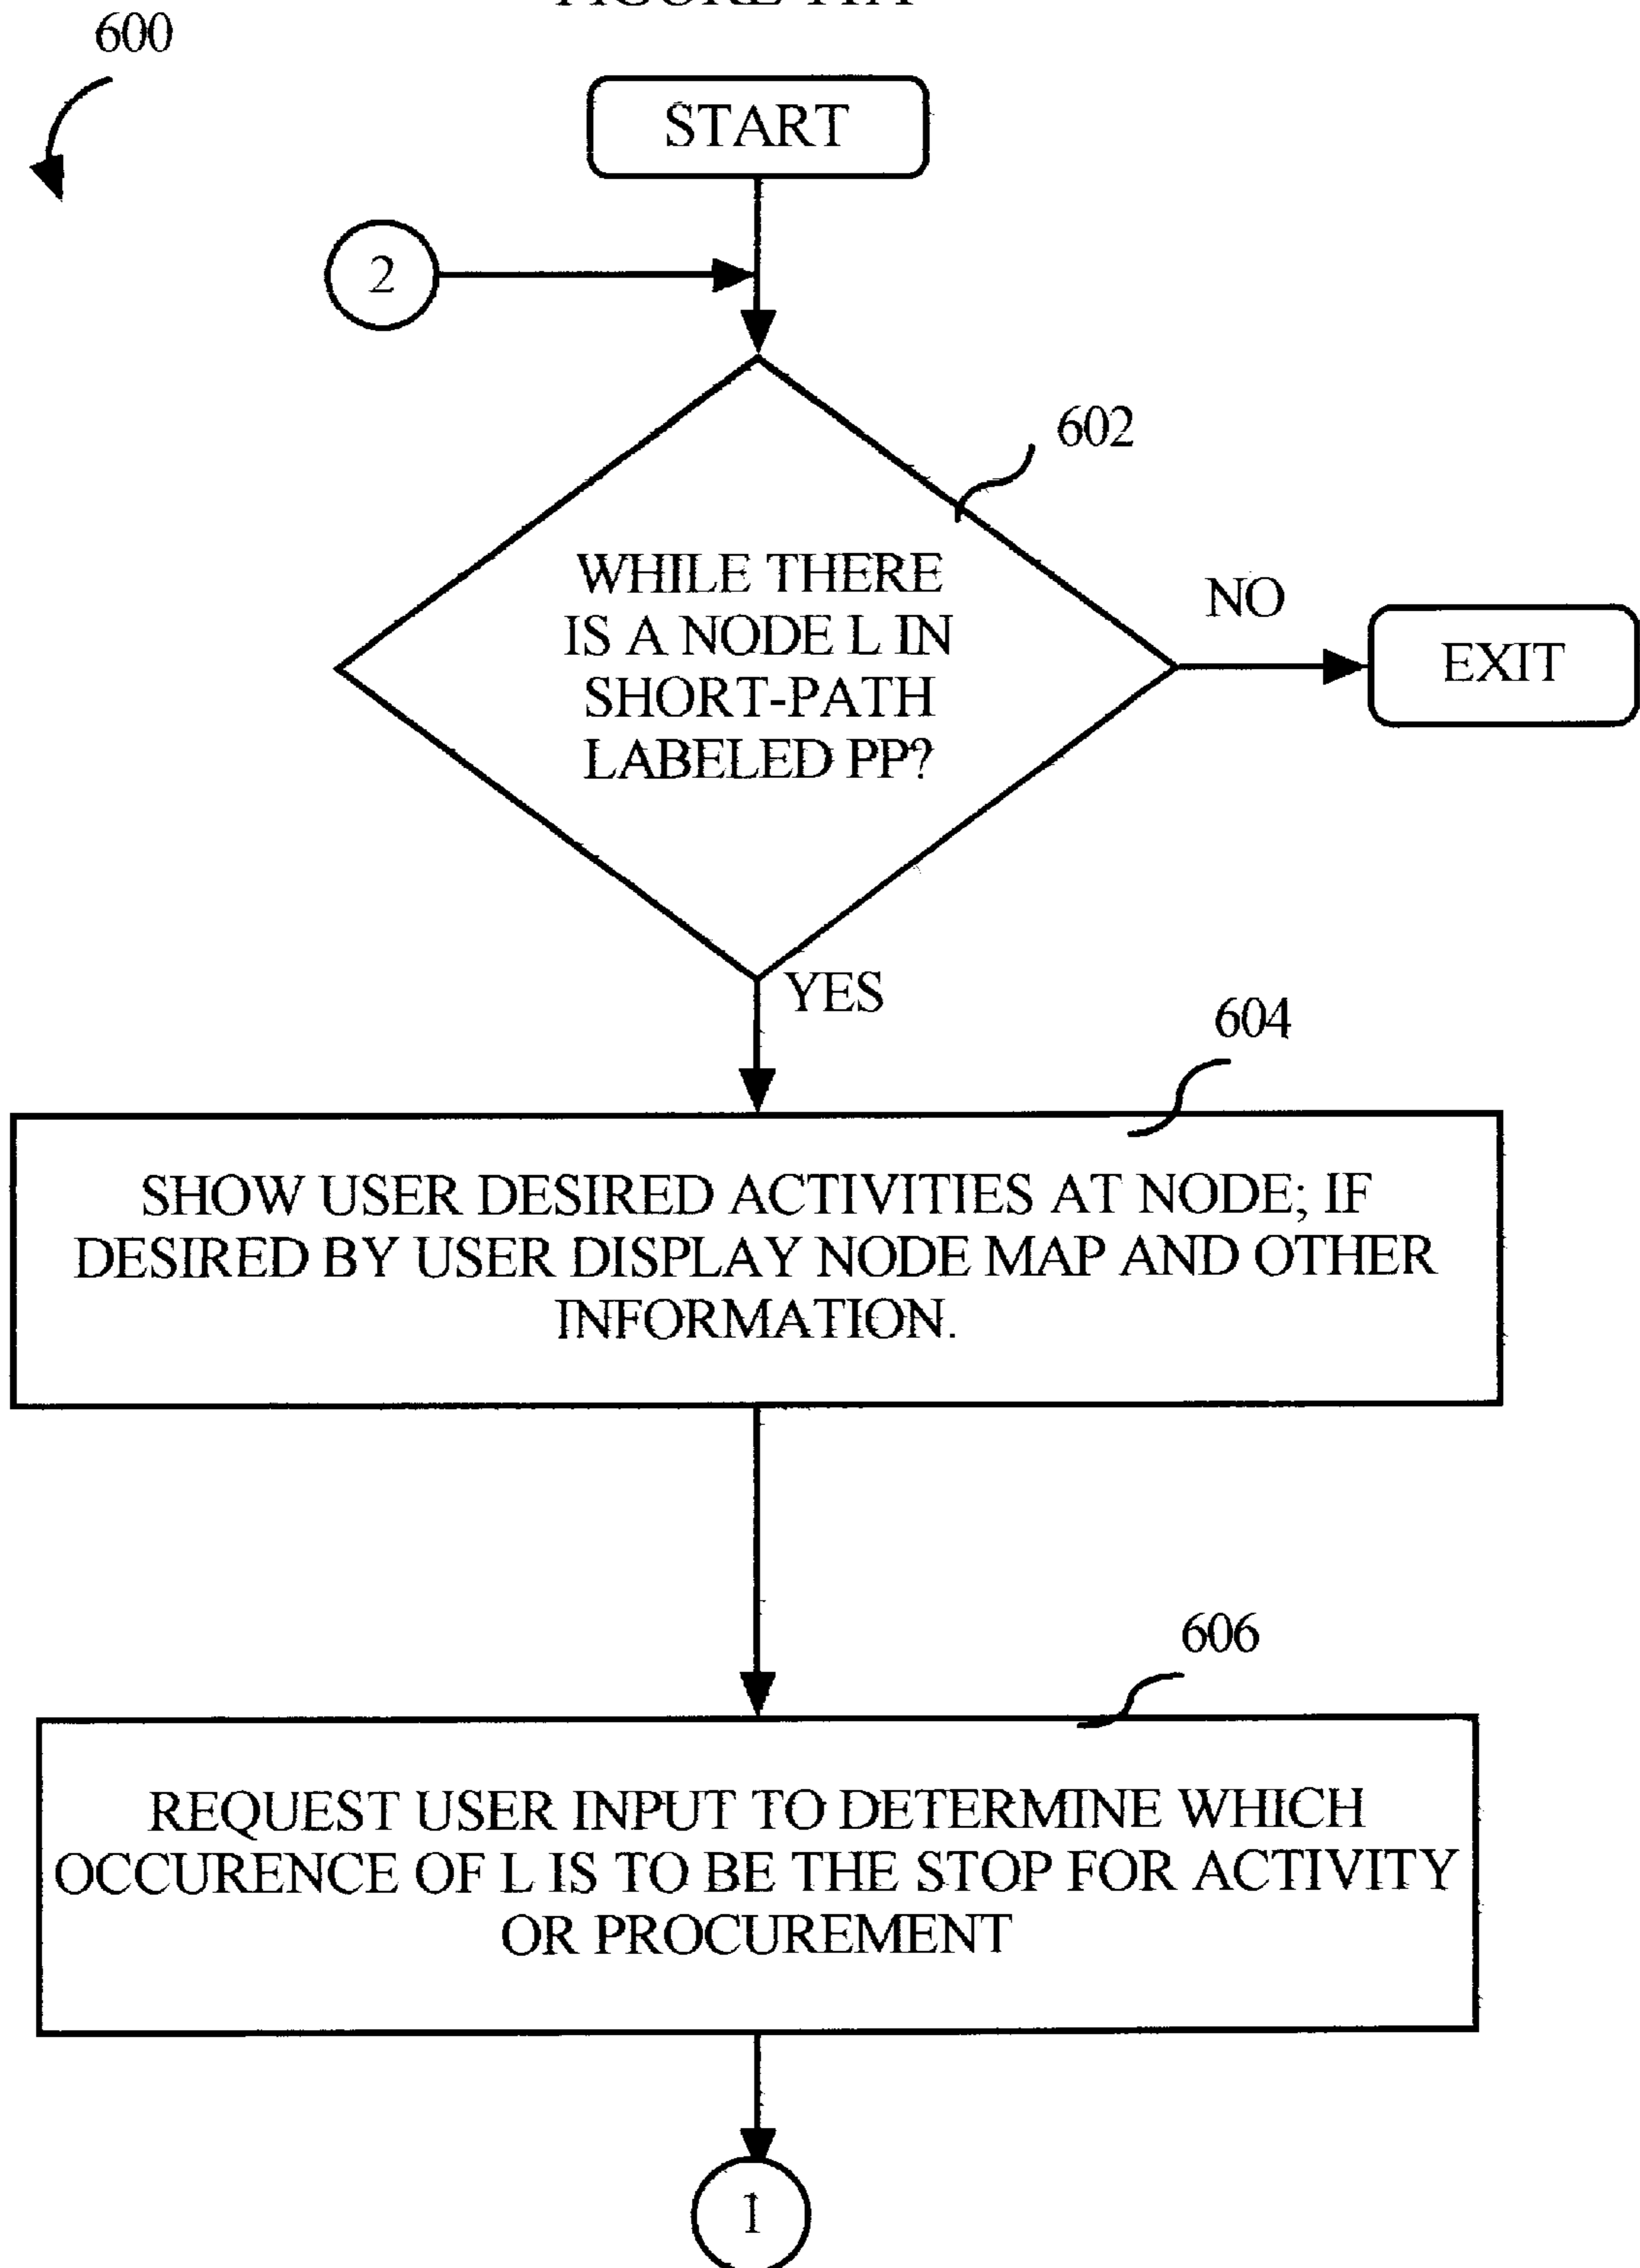 600
START
2
602
WHILE THERE
IS A NODE L IN
SHORT-PATH
LABELED PP?
NO
EXIT
YES
604
SHOW USER DESIRED ACTIVITIES AT NODE; IF
DESIRED BY USER DISPLAY NODE MAP AND OTHER
INFORMATION.
606
REQUEST USER INPUT TO DETERMINE WHICH
OCCURENCE OF L IS TO BE THE STOP FOR ACTIVITY
OR PROCUREMENT
1